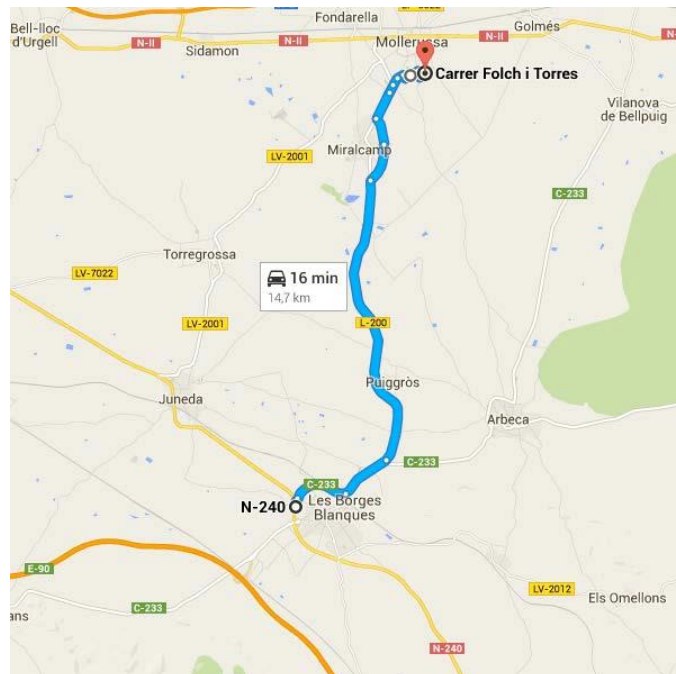 Fondarella
Golmés
Bell-lloc
d'Urgell
N-II
Sidamon
N-II
Mollerussa
N-II
N-II
Carrer Folch i Torres
Vilanova
de Bellpuig
LV-2001
Miralcamp
C-233
Torregrossa
LV-7022
16 min
14,7 km
LV-2001
L-200
Puiggròs
Juneda
Arbeca
C-233
C-233
N-240
Les Borges
Blanques
E-90
C-233
LV-2012
Els Omellons
N-240